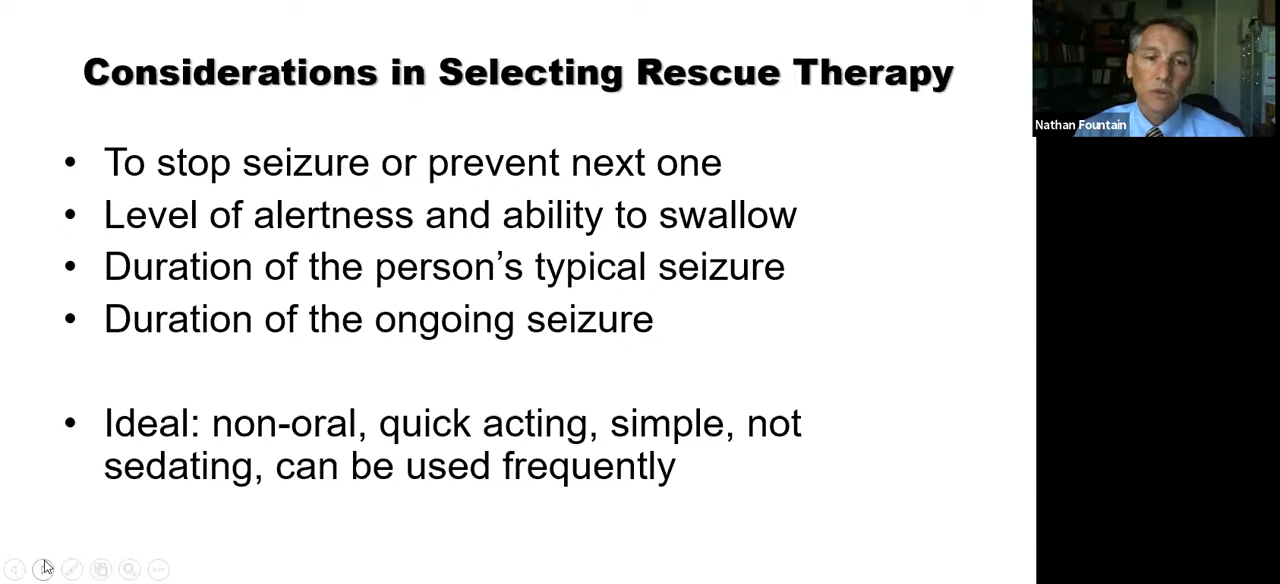 Considerations in Selecting Rescue Therapy
Nathan Fountain
• To stop seizure or prevent next one
• Level of alertness and ability to swallow
• Duration of the person’s typical seizure
• Duration of the ongoing seizure
• Ideal: non-oral, quick acting, simple, not
sedating, can be used frequently